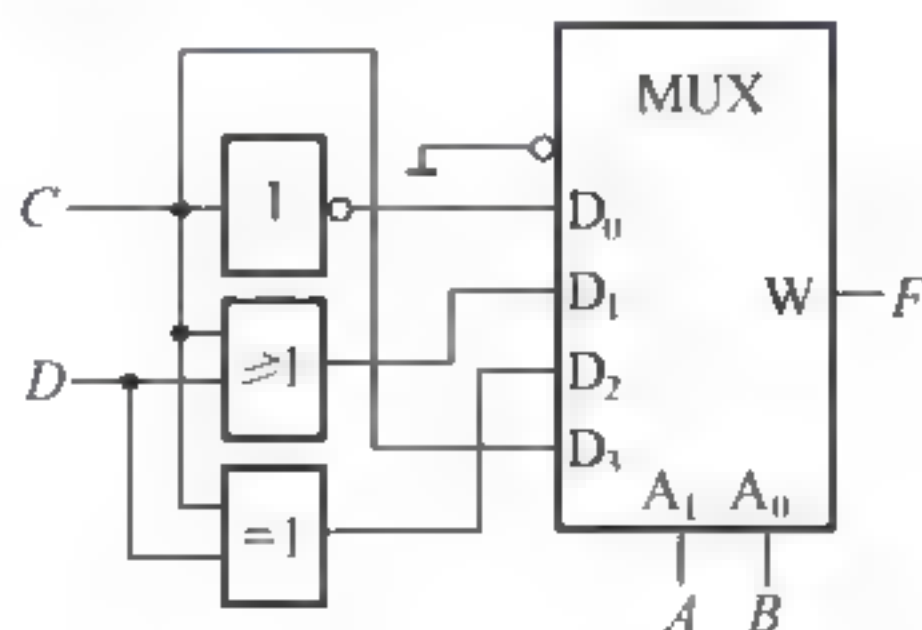 MUX
C
1
D₀
D₁
W
F
D
≥1
D₂
D₃
=1
A₁ A₀
A B